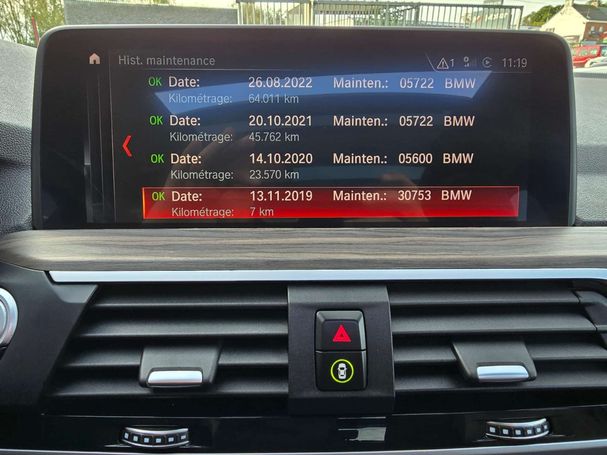 Hist. maintenance 1 11:19
OK Date: 26.08.2022 Mainten.: 05722 BMW
Kilométrage: 64.011 km
OK Date: 20.10.2021 Mainten.: 05722 BMW
Kilométrage: 45.762 km
OK Date: 14.10.2020 Mainten.: 05600 BMW
Kilométrage: 23.570 km
OK Date: 13.11.2019 Mainten.: 30753 BMW
Kilométrage: 7 km